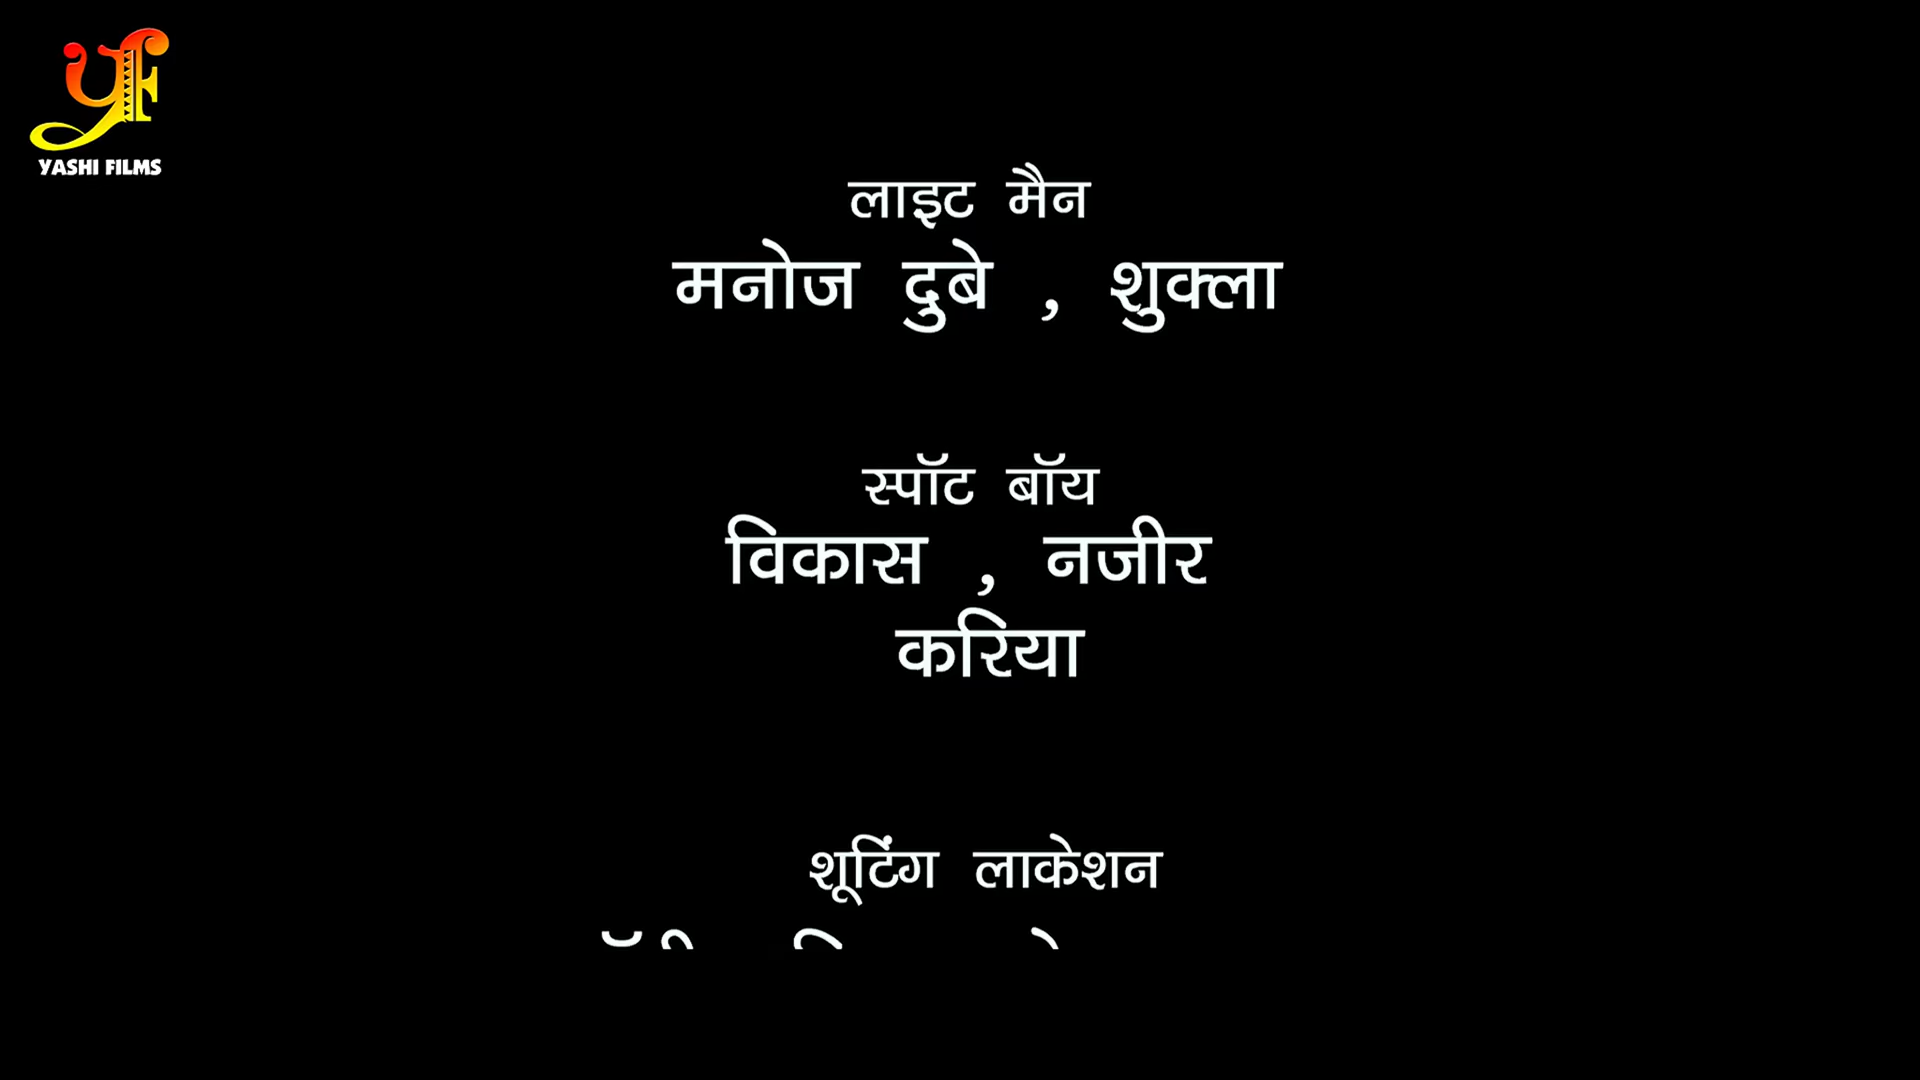 YASHI FILMS
लाइट मैन
मनोज दुबे , शुक्ला
स्पॉट बॉय
विकास , नजीर
करिया
शूटिंग लाकेशन